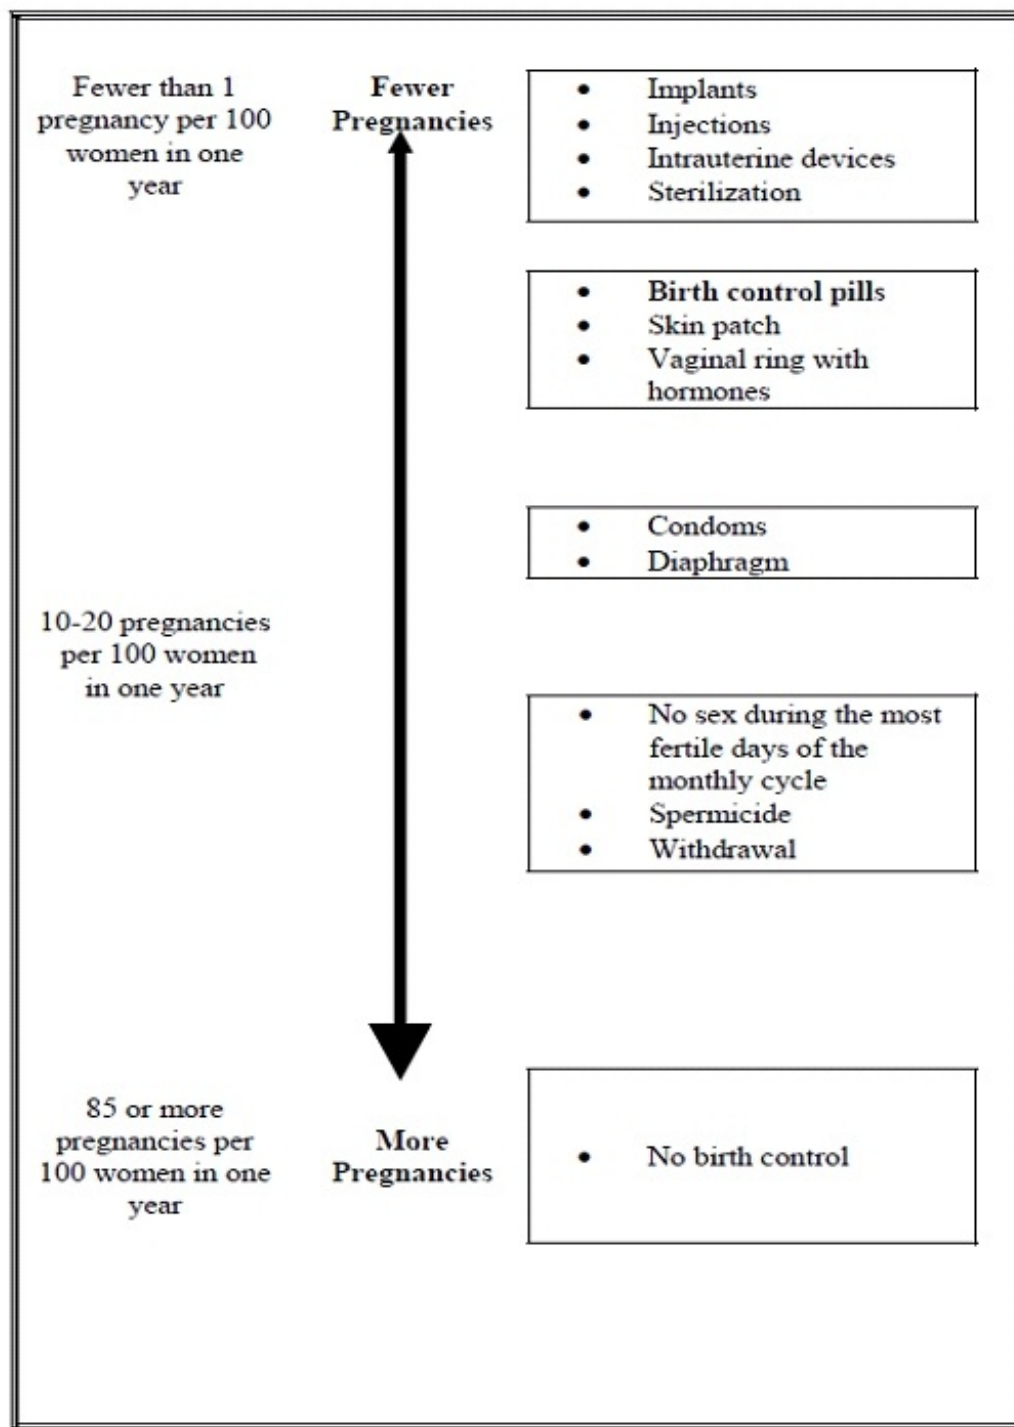 Fewer than 1
pregnancy per 100
women in one
year
Fewer
Pregnancies
• Implants
• Injections
• Intrauterine devices
• Sterilization
• Birth control pills
• Skin patch
• Vaginal ring with
hormones
• Condoms
• Diaphragm
10-20 pregnancies
per 100 women
in one year
• No sex during the most
fertile days of the
monthly cycle
• Spermicide
• Withdrawal
85 or more
pregnancies per
100 women in one
year
More
Pregnancies
• No birth control